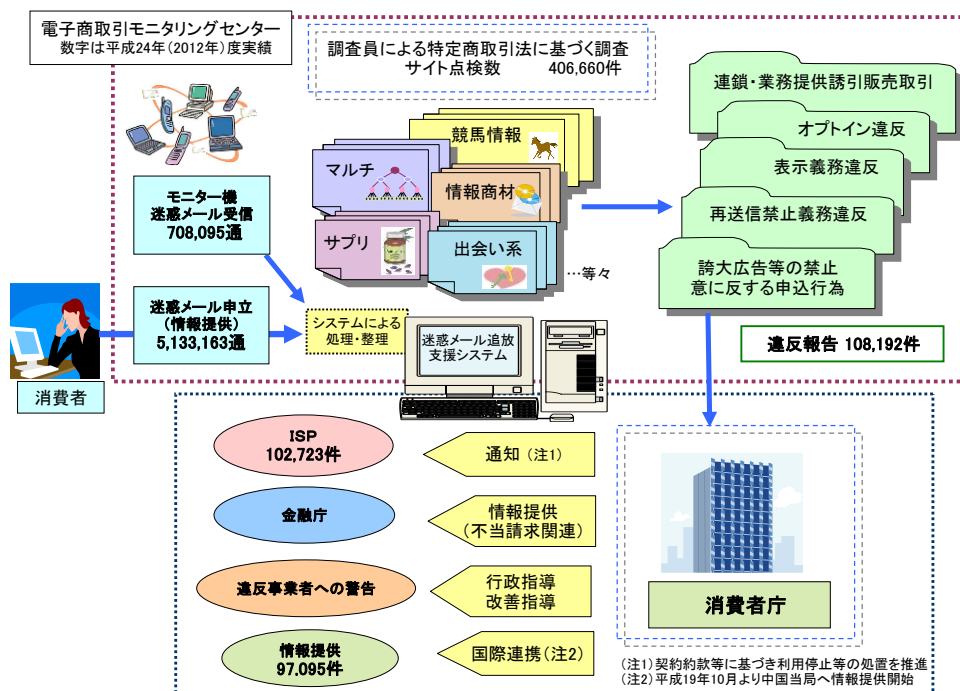 電子商取引モニタリングセンター
数字は平成24年(2012年)度実績
調査員による特定商取引法に基づく調査
サイト点検数　406,660件
連鎖・業務提供誘引販売取引
オプトイン違反
表示義務違反
再送信禁止義務違反
誇大広告等の禁止
意に反する申込行為
競馬情報
マルチ
情報商材
サプリ
出会い系
…等々
モニター機
迷惑メール受信
708,095通
迷惑メール申立
(情報提供)
5,133,163通
消費者
システムによる
処理・整理
迷惑メール追放
支援システム
違反報告 108,192件
ISP
102,723件
通知 (注1)
金融庁
情報提供
(不当請求関連)
違反事業者への警告
行政指導
改善指導
情報提供
97,095件
国際連携(注2)
消費者庁
(注1)契約約款等に基づき利用停止等の処置を推進
(注2)平成19年10月より中国当局へ情報提供開始